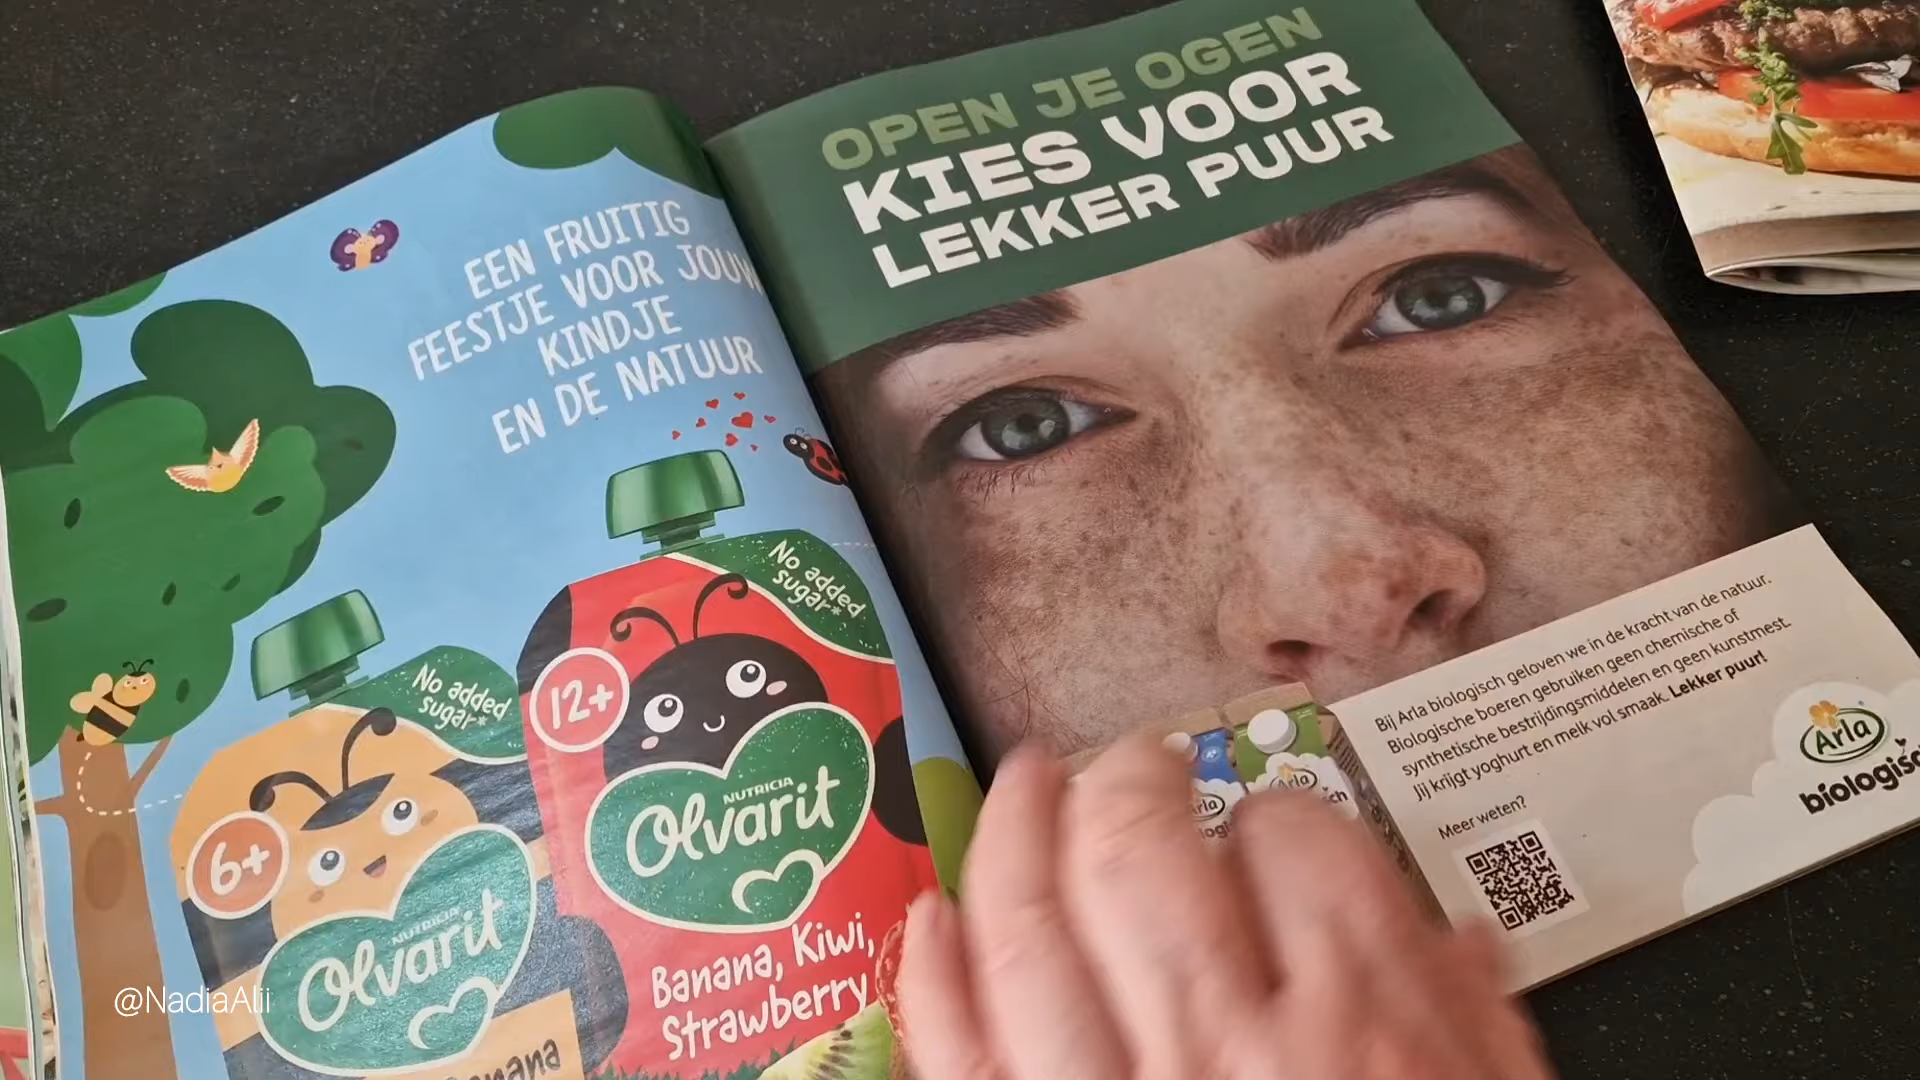 EEN FRUITIG
FEESTJE VOOR JOUW
KINDJE
EN DE NATUUR
No added
sugar*
12+
NUTRICIA
Olvarit
Banana, Kiwi,
Strawberry
No added
sugar*
6+
NUTRICIA
Olvarit
@NadiaAlii
OPEN JE OGEN
KIES VOOR
LEKKER PUUR
Bij Arla biologisch geloven we in de kracht van de natuur.
Biologische boeren gebruiken geen chemische of
synthetische bestrijdingsmiddelen en geen kunstmest.
Jij krijgt yoghurt en melk vol smaak. Lekker puur!
Meer weten?
Arla
Arla